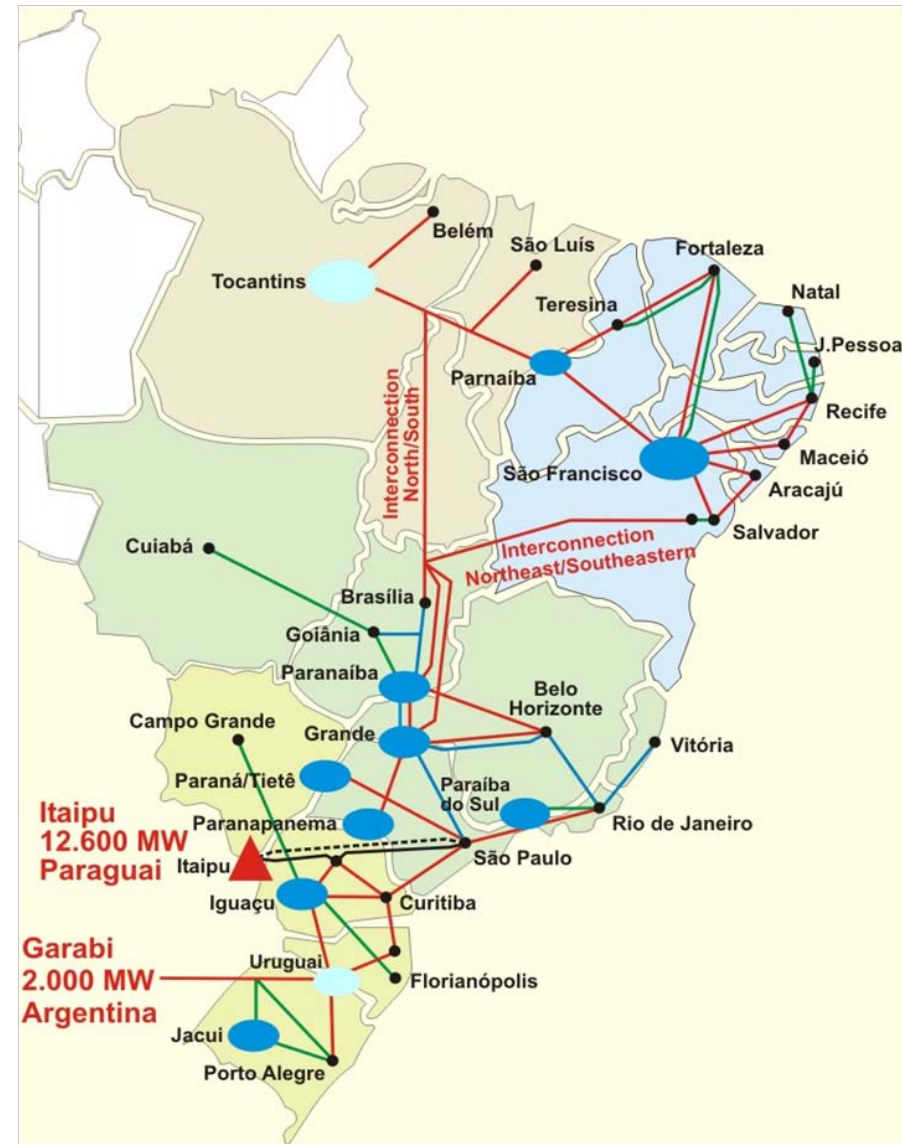 Belém
São Luís
Fortaleza
Tocantins
Teresina
Natal
J.Pessoa
Parnaíba
Recife
Interconnection
North/South
Maceió
São Francisco
Aracajú
Salvador
Interconnection
Northeast/Southeastern
Cuiabá
Brasília
Goiânia
Paranaíba
Belo
Horizonte
Campo Grande
Grande
Vitória
Paraná/Tietê
Paraíba
do Sul
Itaipu
12.600 MW
Paraguai
Paranapanema
Rio de Janeiro
São Paulo
Itaipu
Iguaçu
Curitiba
Garabi
2.000 MW
Argentina
Uruguai
Florianópolis
Jacui
Porto Alegre